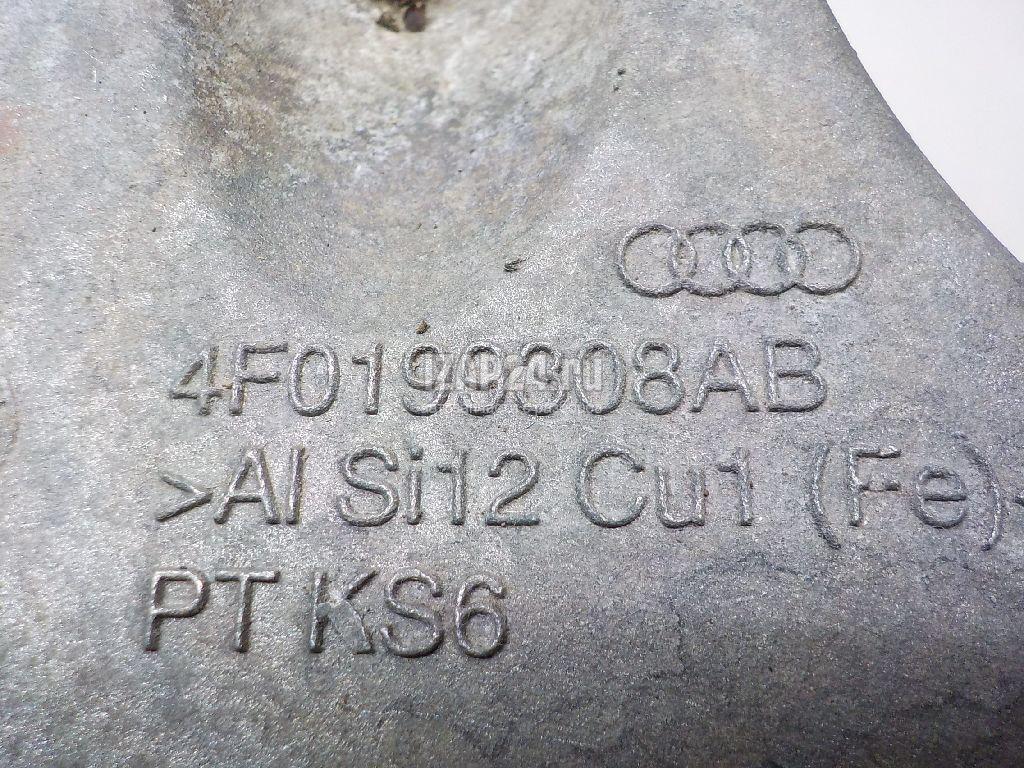 4F0199308AB
>Al Si12 Cu1 (Fe)<
PT KS6